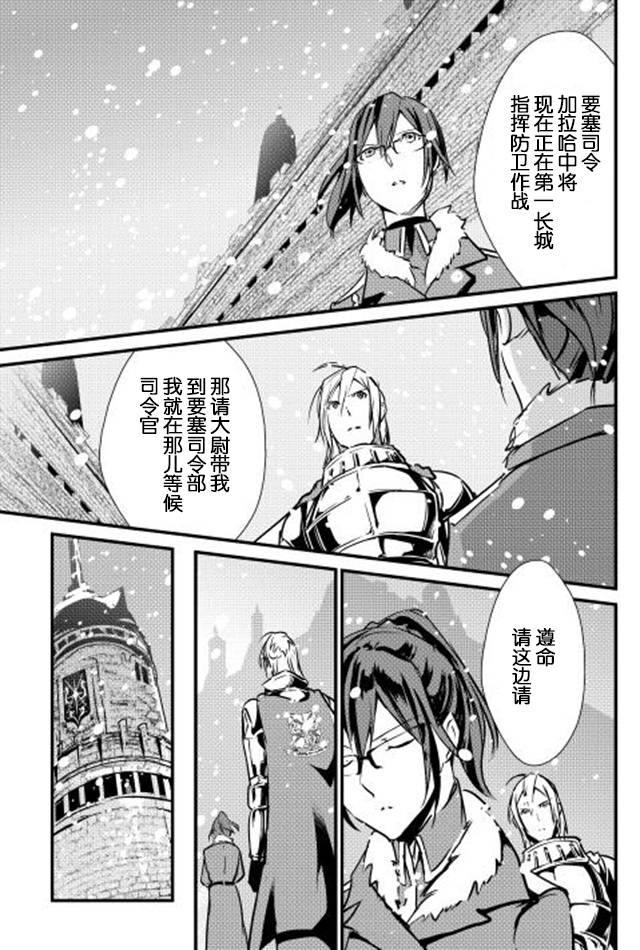 要塞司令
加拉哈中将
现在正在第一长城
指挥防卫作战
那请大尉带我
到要塞司令部
我就在那儿等候
司令官
遵命
请这边请